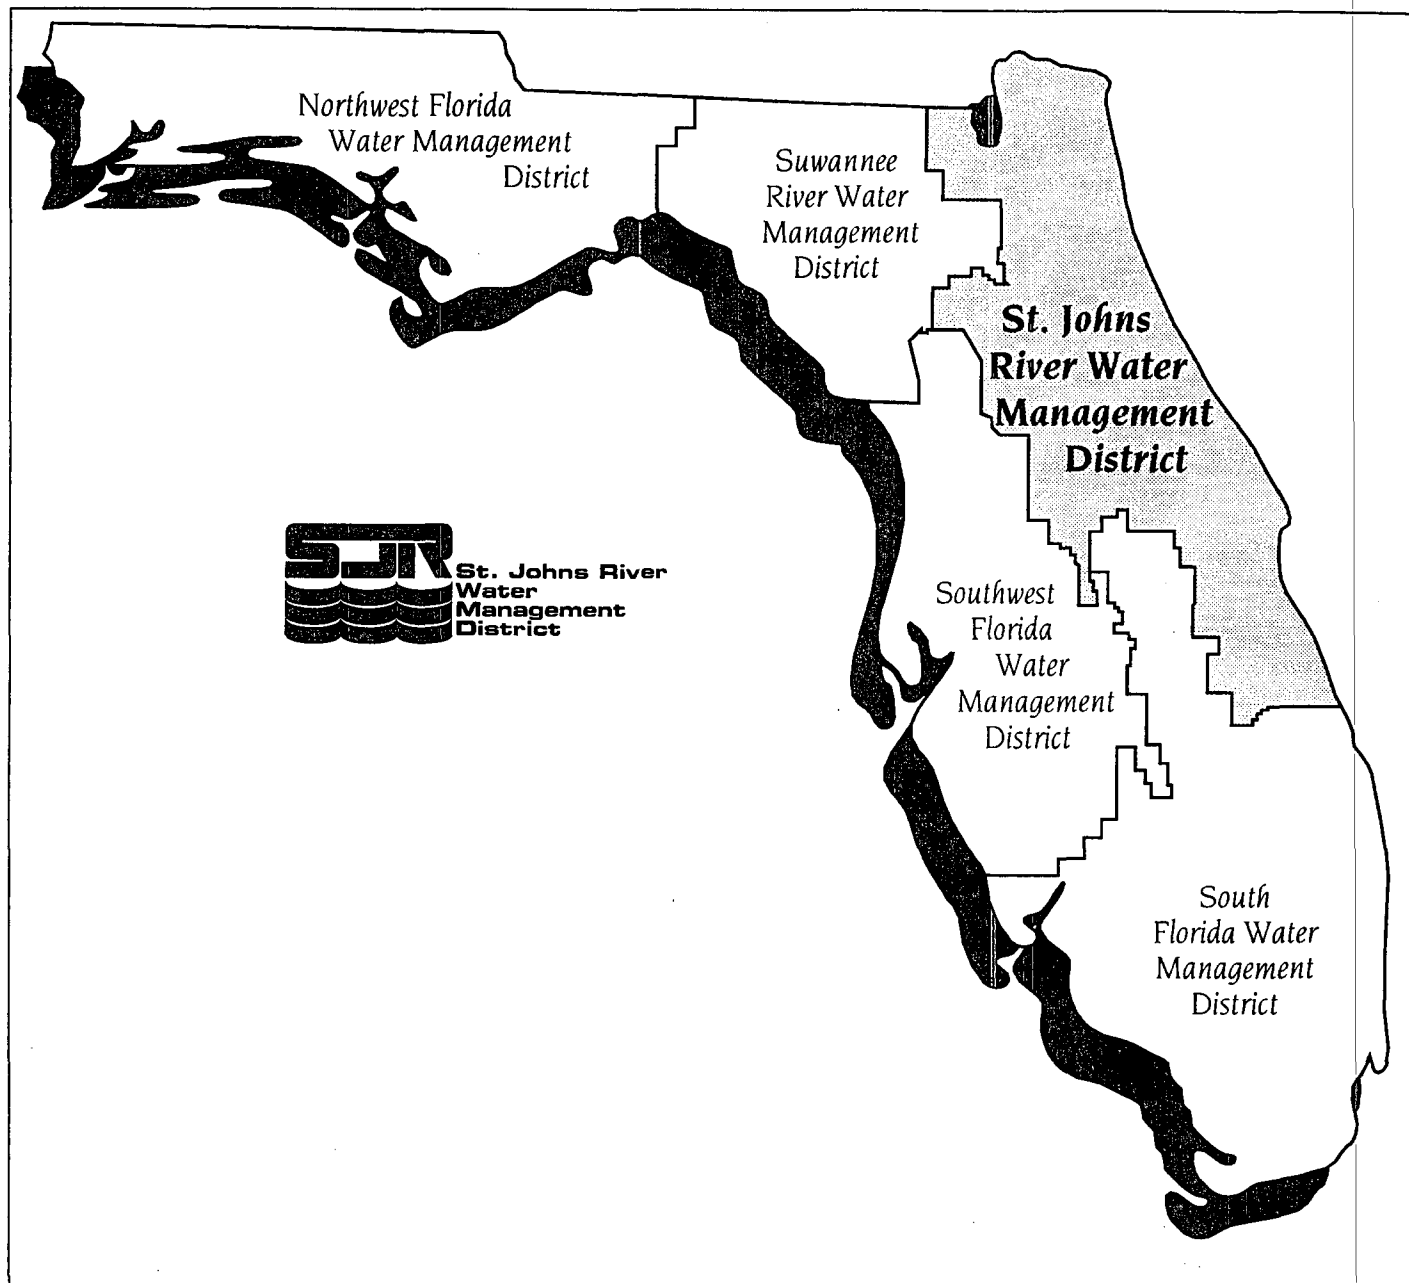 Northwest Florida
Water Management
District
Suwannee
River Water
Management
District
St. Johns
River Water
Management
District
SJR
St. Johns River
Water
Management
District
Southwest
Florida
Water
Management
District
South
Florida Water
Management
District